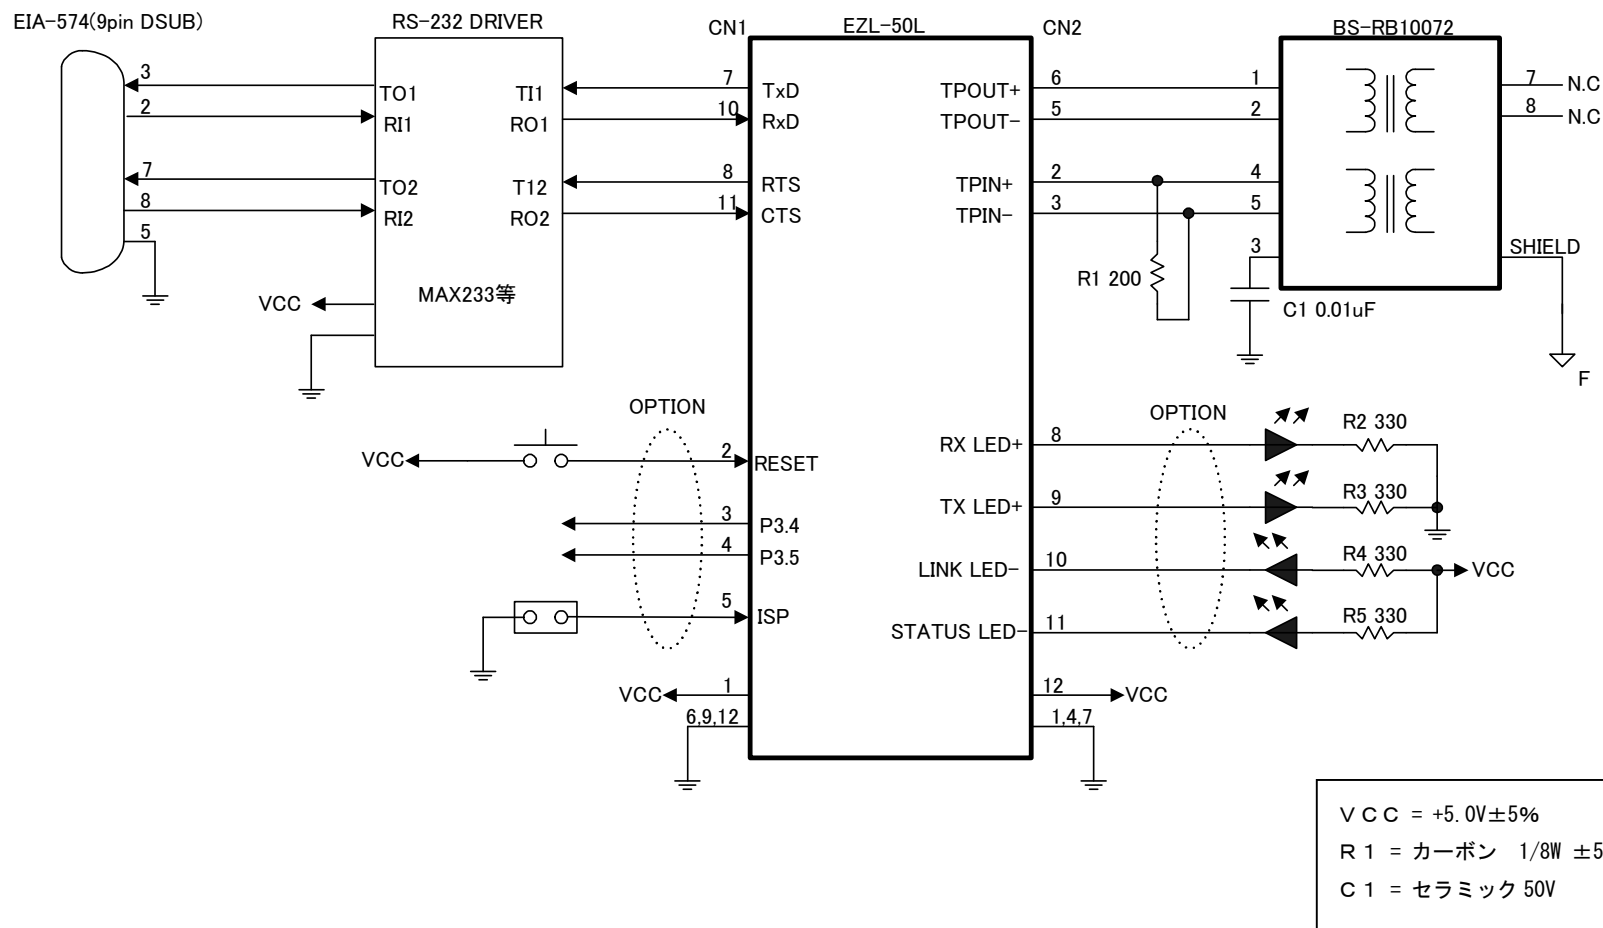 EIA-574(9pin DSUB)
RS-232 DRIVER
CN1
EZL-50L
CN2
BS-RB10072
3
2
7
8
5
TO1
RI1
TO2
RI2
TI1
RO1
T12
RO2
MAX233等
VCC
7
10
8
11
TxD
RxD
RTS
CTS
TPOUT+
TPOUT-
TPIN+
TPIN-
6
5
2
3
1
2
4
5
3
7
N.C
8
N.C
SHIELD
R1 200
C1 0.01uF
F
OPTION
VCC
2
RESET
3
P3.4
4
P3.5
5
ISP
VCC
1
6,9,12
OPTION
RX LED+
8
R2 330
TX LED+
9
R3 330
LINK LED-
10
R4 330
VCC
STATUS LED-
11
R5 330
12
VCC
1,4,7
VCC = +5.0V±5%
R1 = カーボン 1/8W ±5
C1 = セラミック 50V